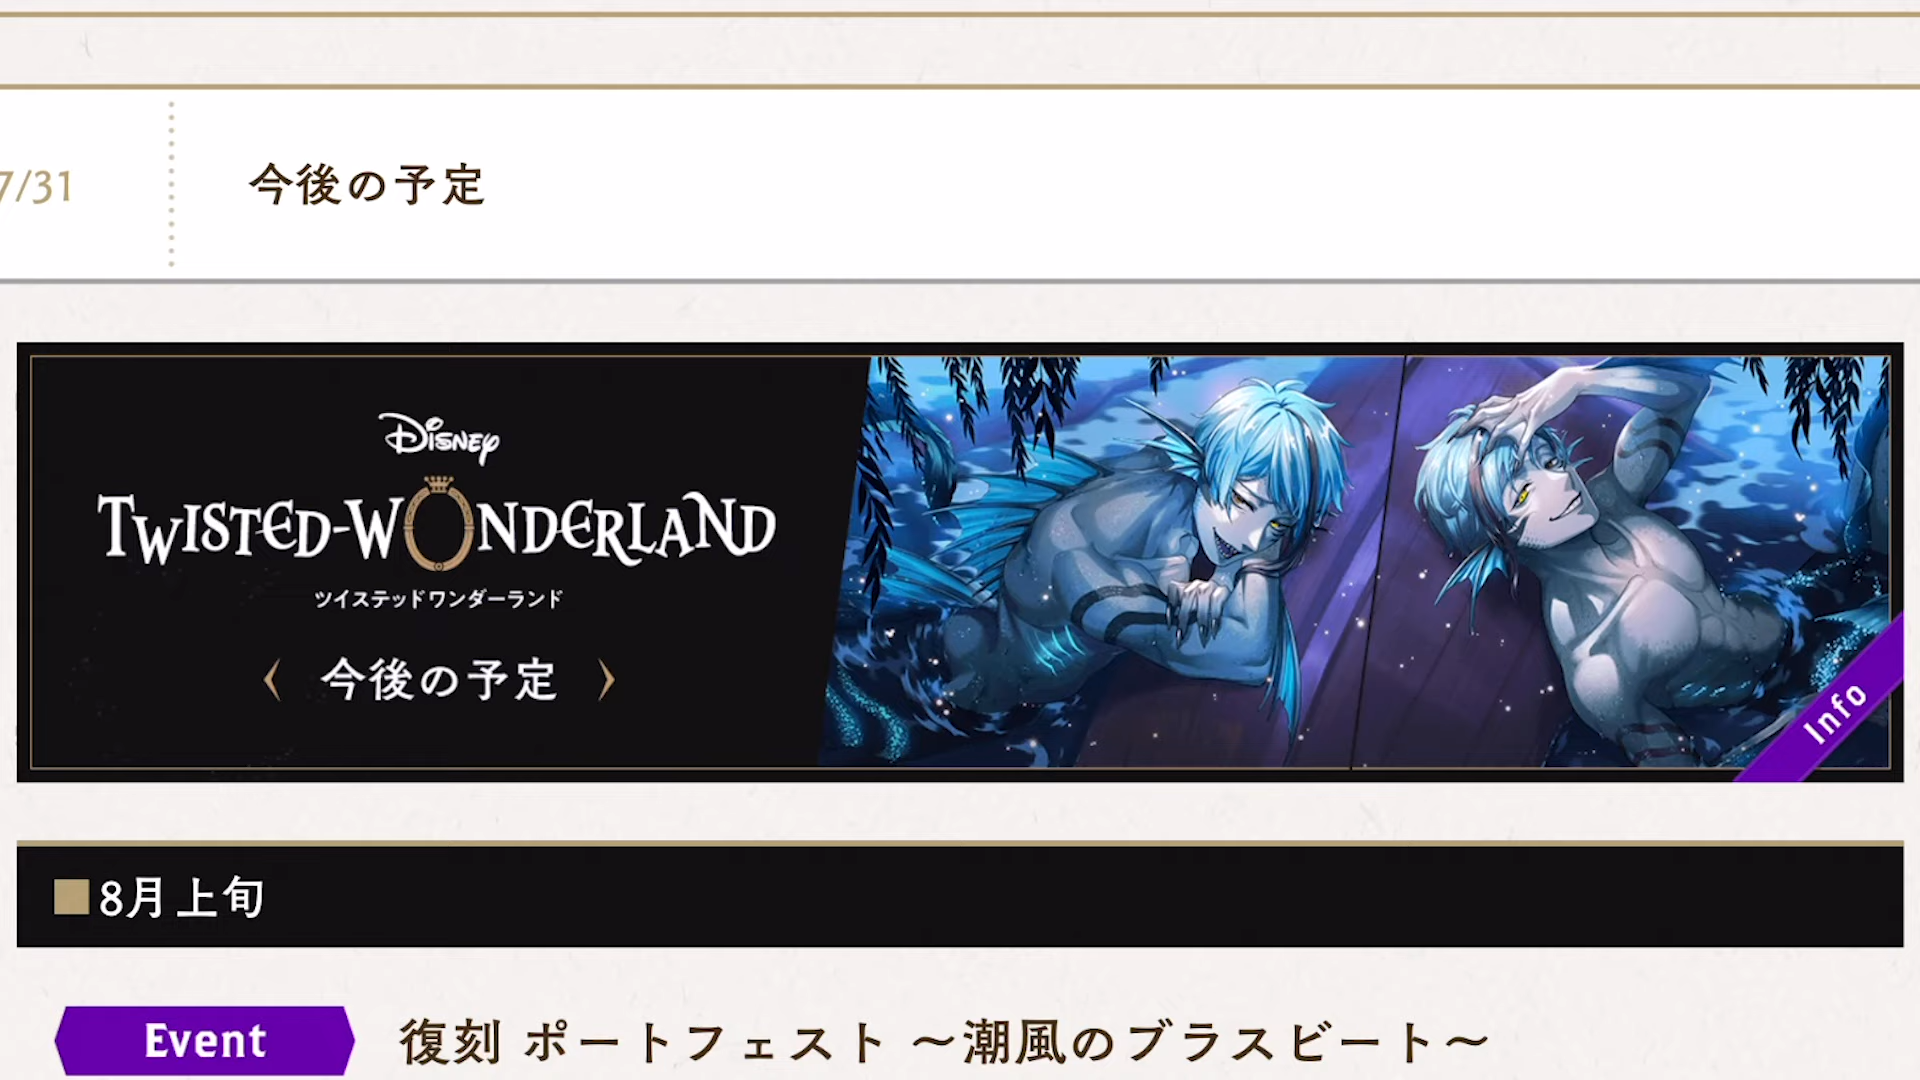 7/31
今後の予定
Disney
TWISTED-WONDERLAND
ツイステッドワンダーランド
今後の予定
Info
■8月上旬
Event
復刻 ポートフェスト ～潮風のブラスビート～